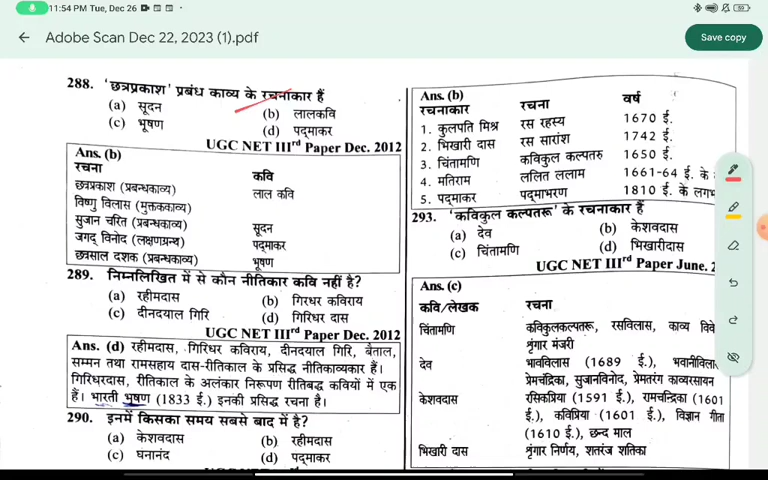 11:54 PM Tue, Dec 26
Adobe Scan Dec 22, 2023 (1).pdf
Save copy
288. 'छत्रप्रकाश' प्रबंध काव्य के रचनाकार हैं
(a) सूदन
(b) लालकवि
(c) भूषण
(d) पद्माकर
UGC NET IIIrd Paper Dec. 2012
Ans. (b)
रचना कवि
छत्रप्रकाश (प्रबन्धकाव्य) लाल कवि
विष्णु विलास (मुक्तककाव्य)
सुजान चरित (प्रबन्धकाव्य) सूदन
जगद् विनोद (लक्षणग्रन्थ) पद्माकर
छत्रसाल दशक (प्रबन्धकाव्य) भूषण
289. निम्नलिखित में से कौन नीतिकार कवि नहीं है?
(a) रहीमदास
(b) गिरधर कविराय
(c) दीनदयाल गिरि
(d) गिरिधर दास
UGC NET IIIrd Paper Dec. 2012
Ans. (d) रहीमदास, गिरिधर कविराय, दीनदयाल गिरि, बैताल,
सम्मन तथा रामसहाय दास-रीतिकाल के प्रसिद्ध नीतिकाव्यकार हैं।
गिरिधरदास, रीतिकाल के अलंकार निरूपण रीतिबद्ध कवियों में एक
हैं। भारती भूषण (1833 ई.) इनकी प्रसिद्ध रचना है।
290. इनमें किसका समय सबसे बाद में है?
(a) केशवदास
(b) रहीमदास
(c) घनानंद
(d) पद्माकर
Ans. (b)
रचनाकार रचना वर्ष
1. कुलपति मिश्र रस रहस्य 1670 ई.
2. भिखारी दास रस सारांश 1742 ई.
3. चिंतामणि कविकुल कल्पतरु 1650 ई.
4. मतिराम ललित ललाम 1661-64 ई. के
5. पद्माकर पद्माभरण 1810 ई. के लगभ
293. 'कविकुल कल्पतरू' के रचनाकार हैं
(a) देव
(b) केशवदास
(c) चिंतामणि
(d) भिखारीदास
UGC NET IIIrd Paper June. 2
Ans. (c)
कवि/लेखक रचना
चिंतामणि कविकुलकल्पतरू, रसविलास, काव्य विवे
शृंगार मंजरी
देव भावविलास (1689 ई.), भवानीविला
प्रेमचंद्रिका, सुजानविनोद, प्रेमतरंग काव्यरसायन
केशवदास रसिकप्रिया (1591 ई.), रामचन्द्रिका (1601
ई.), कविप्रिया (1601 ई.), विज्ञान गीता
(1610 ई.), छन्द माल
भिखारी दास शृंगार निर्णय, शतरंज शतिका